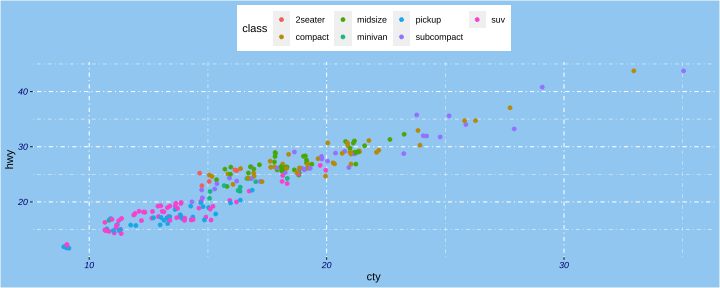 class 2seater midsize pickup suv
compact minivan subcompact
hwy
40
30
20
10 20 30
cty